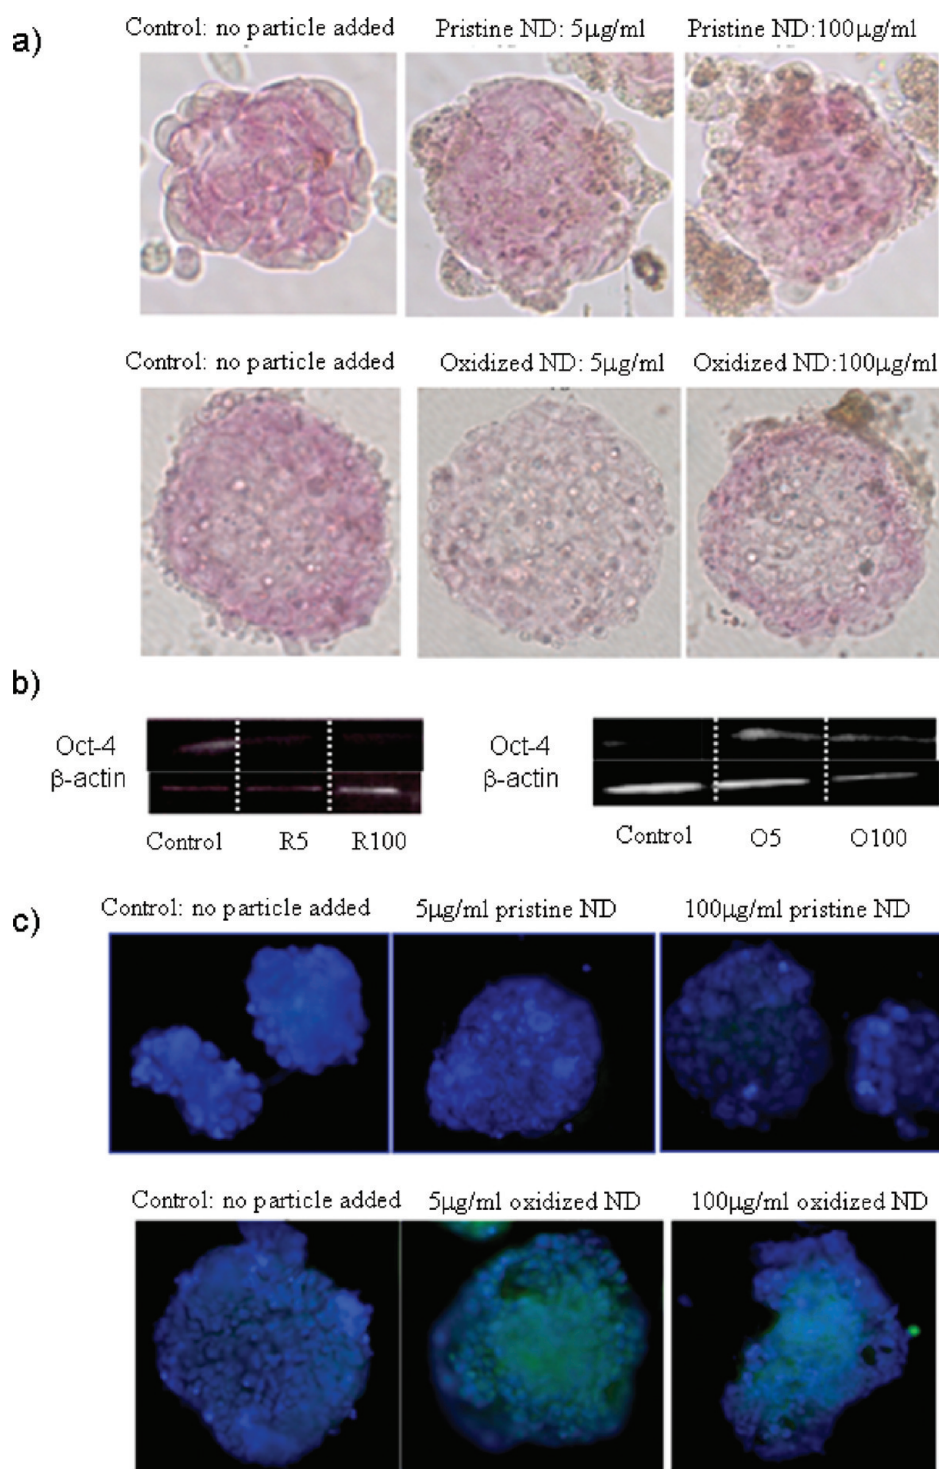 a)
Control: no particle added Pristine ND: 5μg/ml Pristine ND:100μg/ml
Control: no particle added Oxidized ND: 5μg/ml Oxidized ND:100μg/ml
b)
Oct-4
β-actin
Control R5 R100
Oct-4
β-actin
Control O5 O100
c)
Control: no particle added 5μg/ml pristine ND 100μg/ml pristine ND
Control: no particle added 5μg/ml oxidized ND 100μg/ml oxidized ND